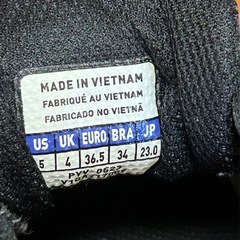 MADE IN VIETNAM
FABRIQUÉ AU VIETNAM
FABRICADO NO VIETNÃ
US UK EURO BRA JP
5 4 36.5 34 23.0